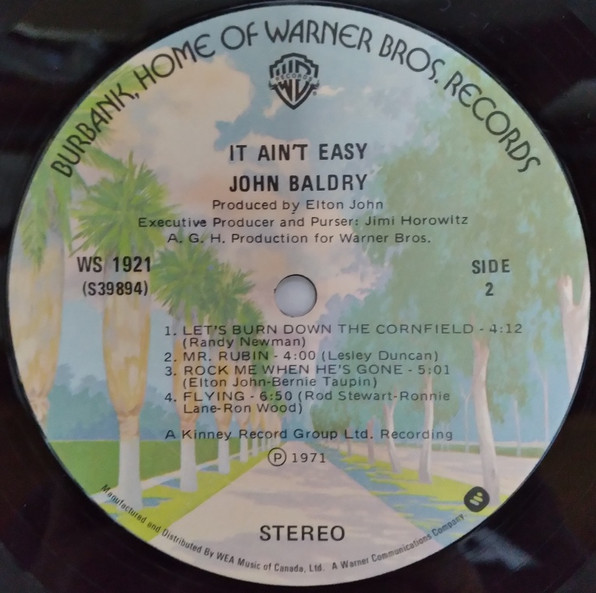 BURBANK, HOME OF WARNER BROS. RECORDS
RECORDS
IT AIN'T EASY
JOHN BALDRY
Produced by Elton John
Executive Producer and Purser: Jimi Horowitz
A. G. H. Production for Warner Bros.
WS 1921
(S39894)
SIDE
2
1. LET'S BURN DOWN THE CORNFIELD - 4:12
(Randy Newman)
2. MR. RUBIN - 4:00 (Lesley Duncan)
3. ROCK ME WHEN HE'S GONE - 5:01
(Elton John-Bernie Taupin)
4. FLYING - 6:50 (Rod Stewart-Ronnie
Lane-Ron Wood)
A Kinney Record Group Ltd. Recording
Ⓟ 1971
STEREO
Manufactured and Distributed By WEA Music of Canada, Ltd. A Warner Communications Company